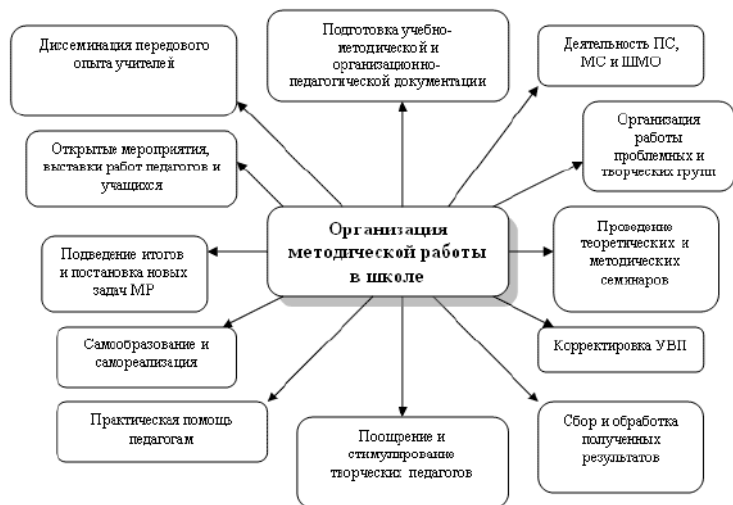 Диссеминация передового
опыта учителей
Подготовка учебно-
методической и
организационно-
педагогической документации
Деятельность ПС,
МС и ШМО
Открытые мероприятия,
выставки работ педагогов и
учащихся
Организация
работы
проблемных и
творческих групп
Организация
методической работы
в школе
Подведение итогов
и постановка новых
задач МР
Проведение
теоретических и
методических
семинаров
Самообразование и
самореализация
Корректировка УВП
Практическая помощь
педагогам
Поощрение и
стимулирование
творческих педагогов
Сбор и обработка
полученных
результатов